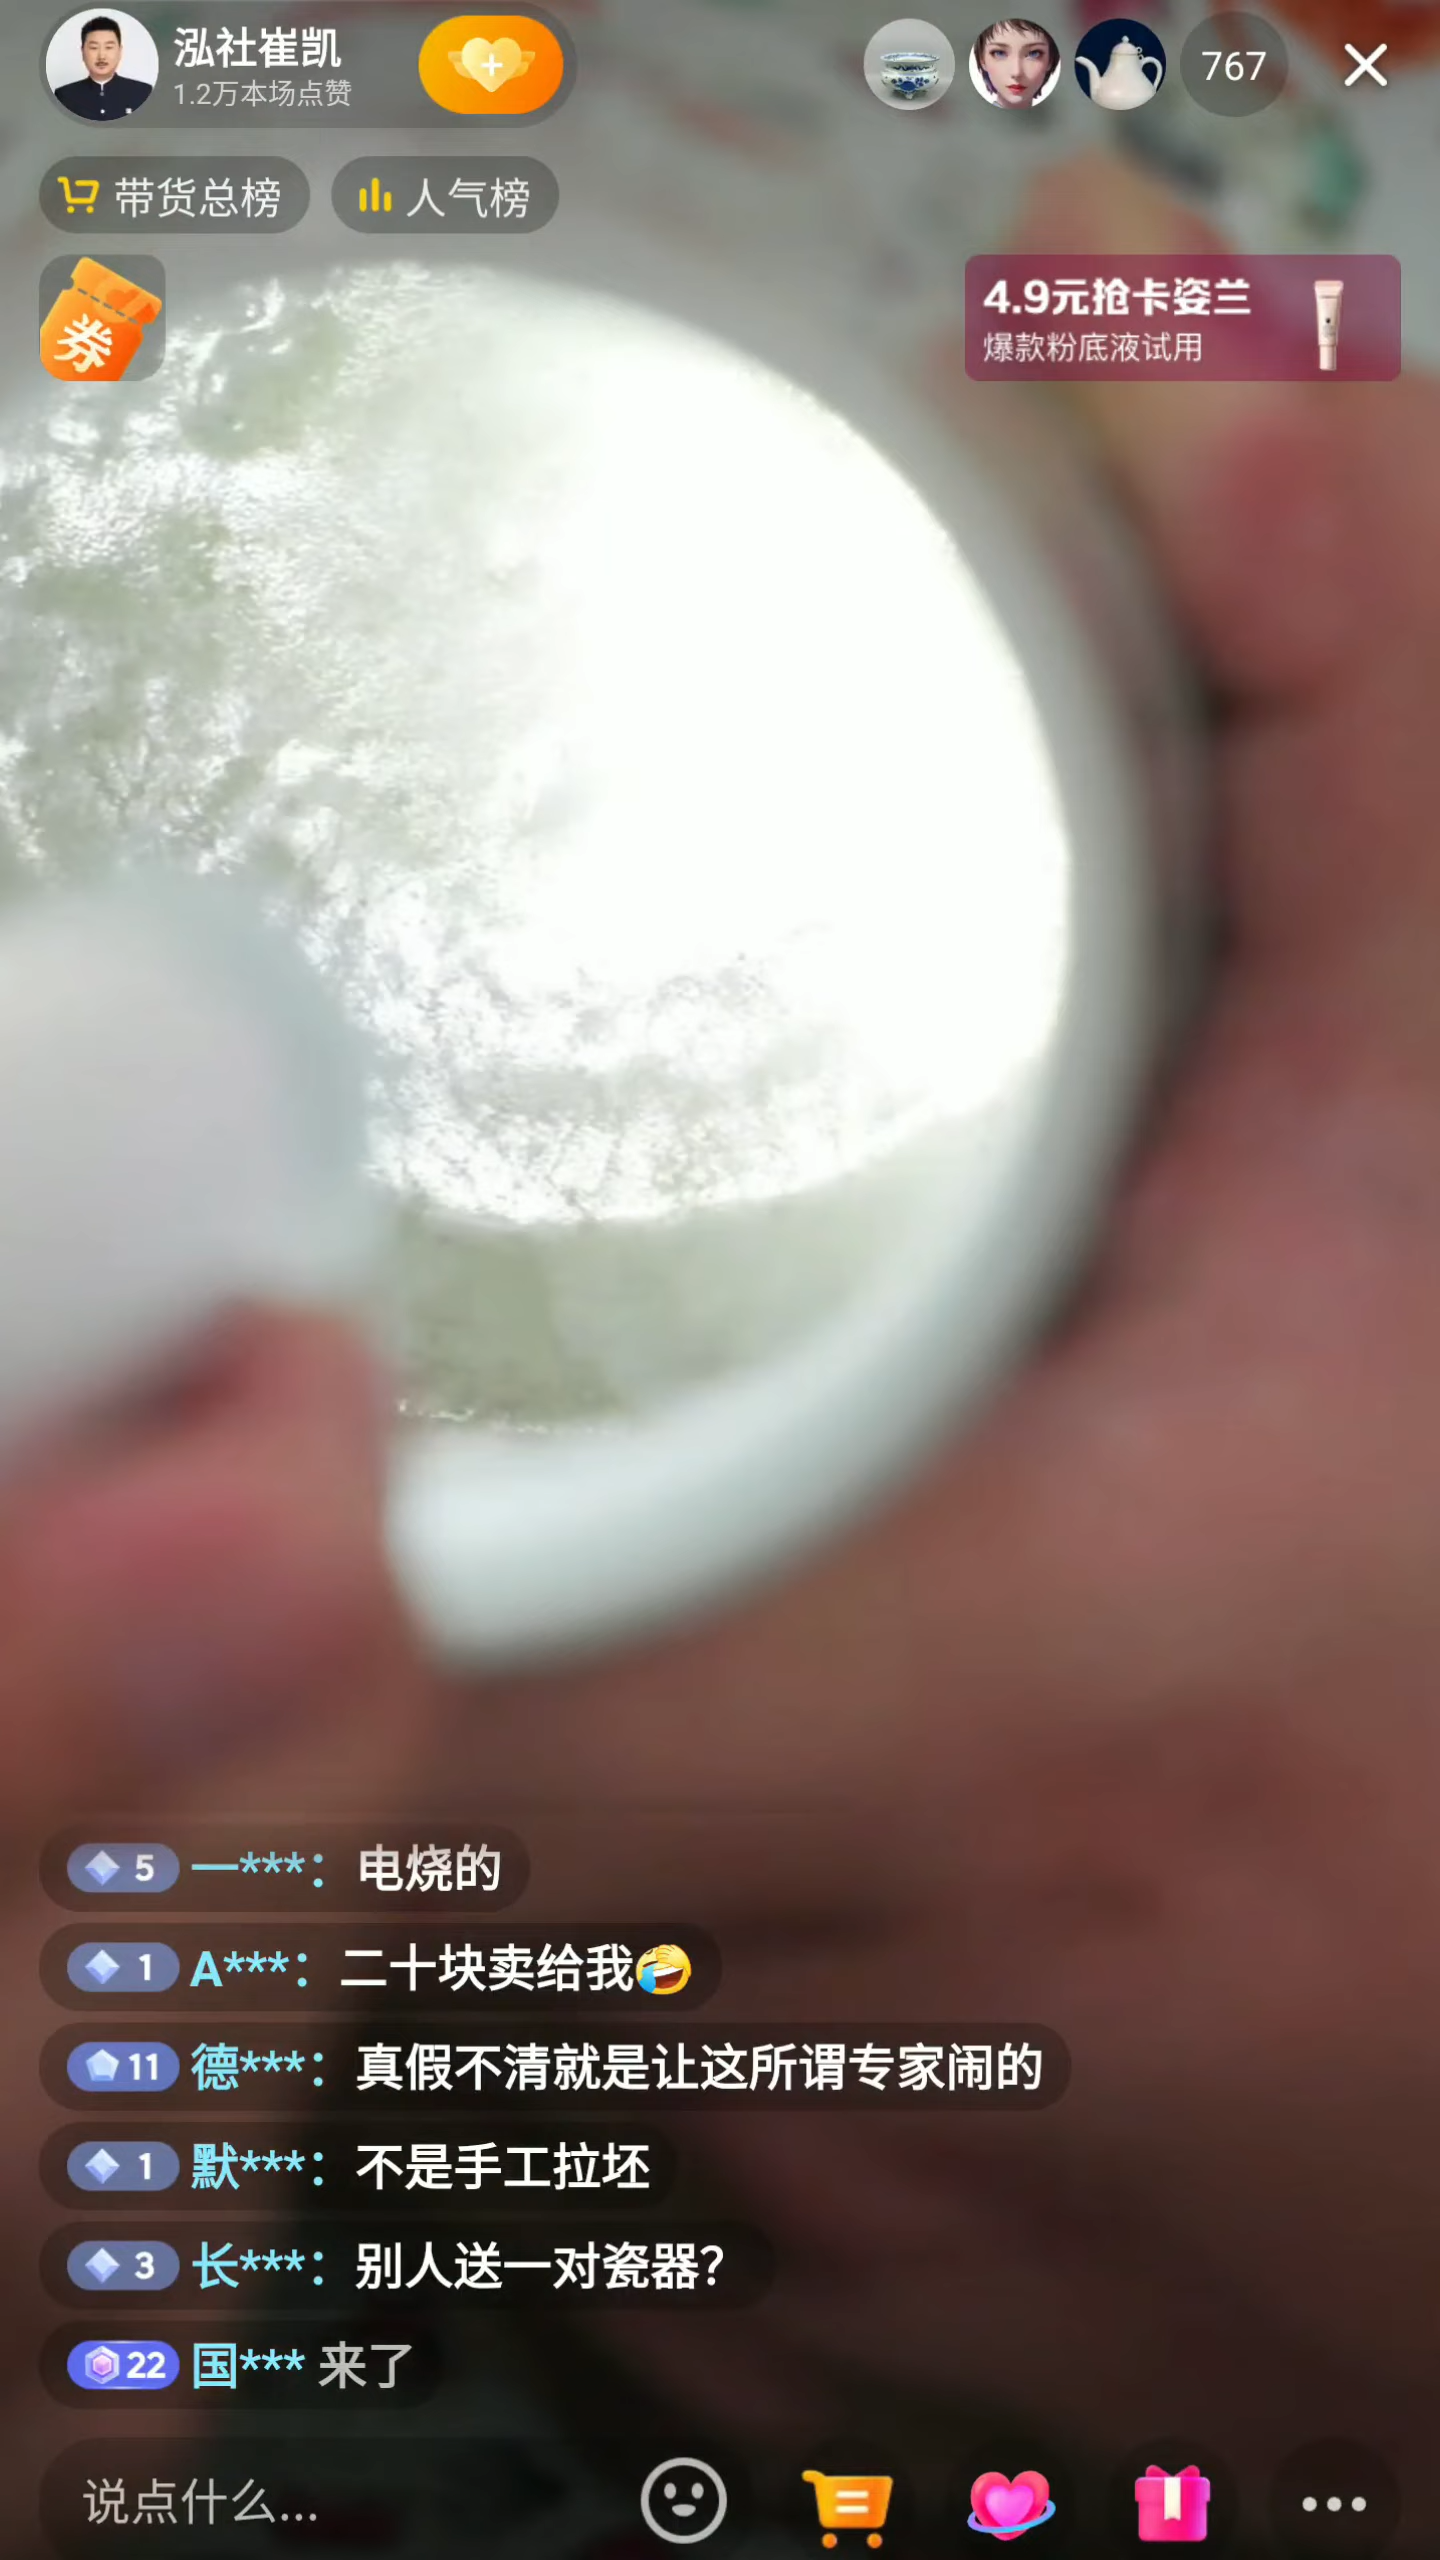 泓社崔凯
1.2万本场点赞
767
带货总榜
人气榜
券
4.9元抢卡姿兰
爆款粉底液试用
5 一***：电烧的
1 A***：二十块卖给我🤣
11 德***：真假不清就是让这所谓专家闹的
1 默***：不是手工拉坯
3 长***：别人送一对瓷器？
22 国*** 来了
说点什么...